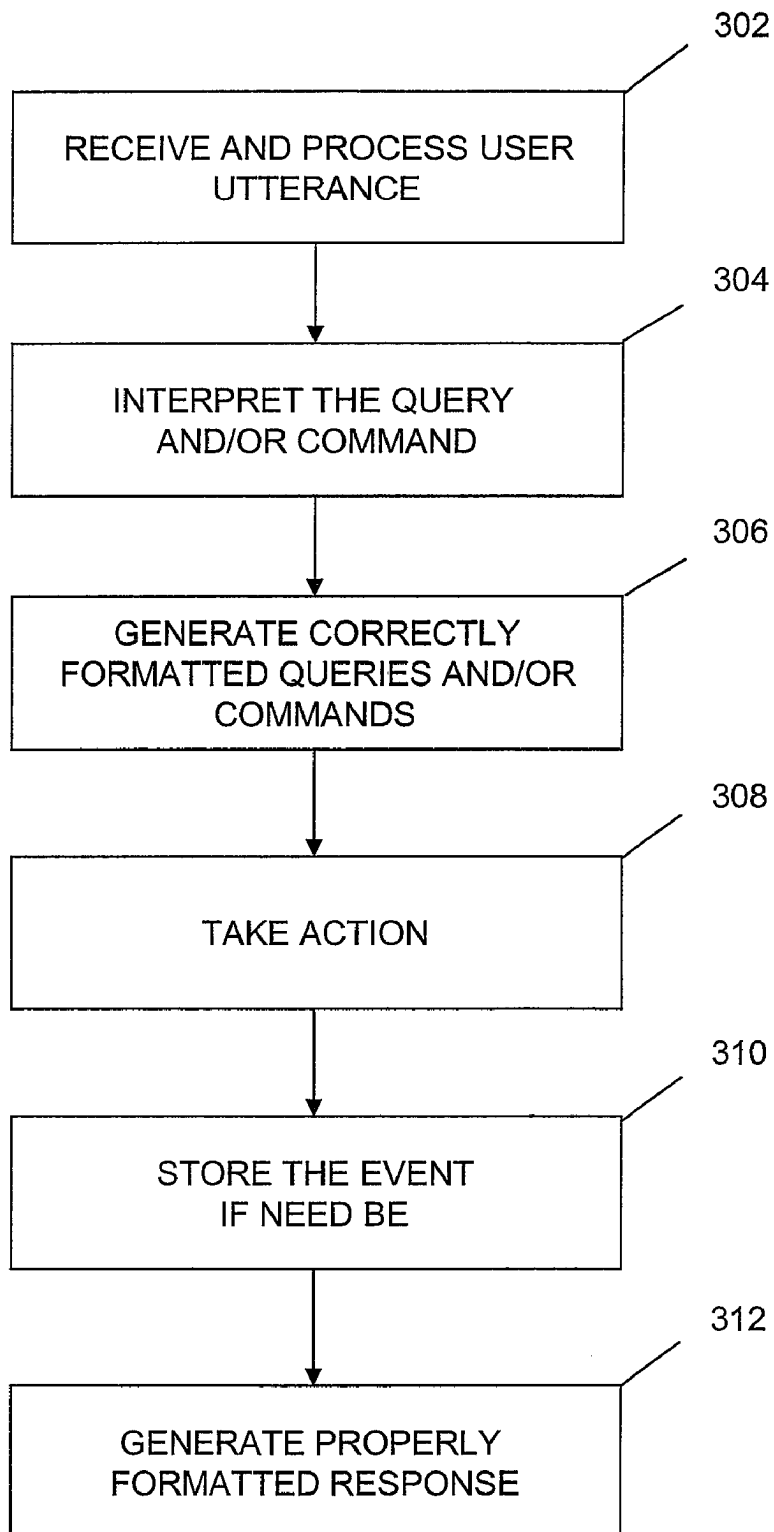 302
RECEIVE AND PROCESS USER
UTTERANCE
304
INTERPRET THE QUERY
AND/OR COMMAND
306
GENERATE CORRECTLY
FORMATTED QUERIES AND/OR
COMMANDS
308
TAKE ACTION
310
STORE THE EVENT
IF NEED BE
312
GENERATE PROPERLY
FORMATTED RESPONSE